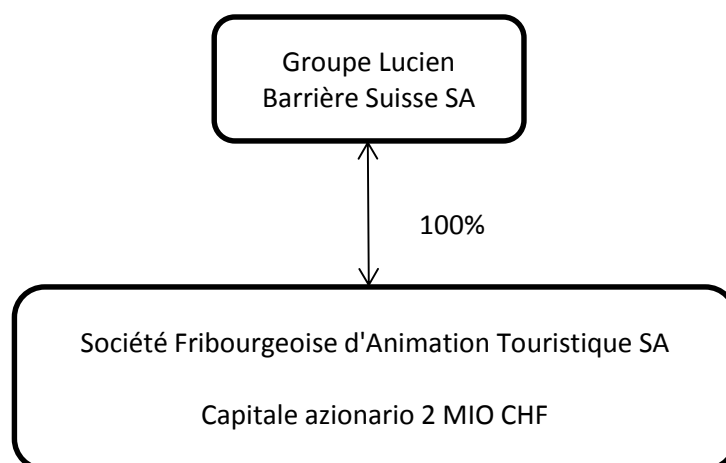 Groupe Lucien
Barrière Suisse SA
100%
Société Fribourgeoise d'Animation Touristique SA
Capitale azionario 2 MIO CHF